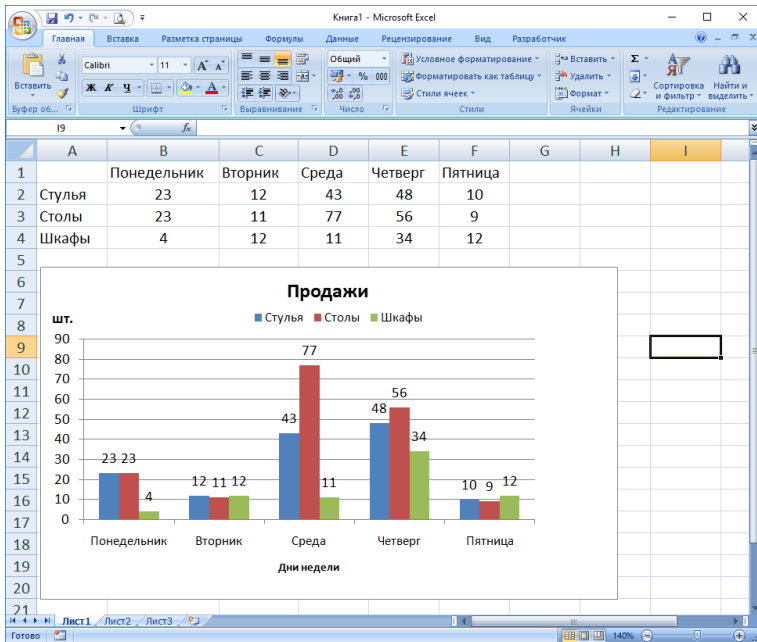 Книга1 - Microsoft Excel
Главная Вставка Разметка страницы Формулы Данные Рецензирование Вид Разработчик
Вставить
Calibri 11 A A
Ж К Ч A
Общий
% 000
,00 ,00
Условное форматирование
Форматировать как таблицу
Стили ячеек
Вставить
Удалить
Формат
Σ
Сортировка и фильтр
Найти и выделить
Буфер об... Шрифт Выравнивание Число Стили Ячейки Редактирование
I9 fx
A B C D E F G H I
1 Понедельник Вторник Среда Четверг Пятница
2 Стулья 23 12 43 48 10
3 Столы 23 11 77 56 9
4 Шкафы 4 12 11 34 12
5
6
7
8
9
10
11
12
13
14
15
16
17
18
19
20
21
Продажи
шт.
Стулья Столы Шкафы
90
80
70
60
50
40
30
20
10
0
23 23 4
12 11 12
43 77 11
48 56 34
10 9 12
Понедельник Вторник Среда Четверг Пятница
Дни недели
Лист1 Лист2 Лист3
Готово 140%